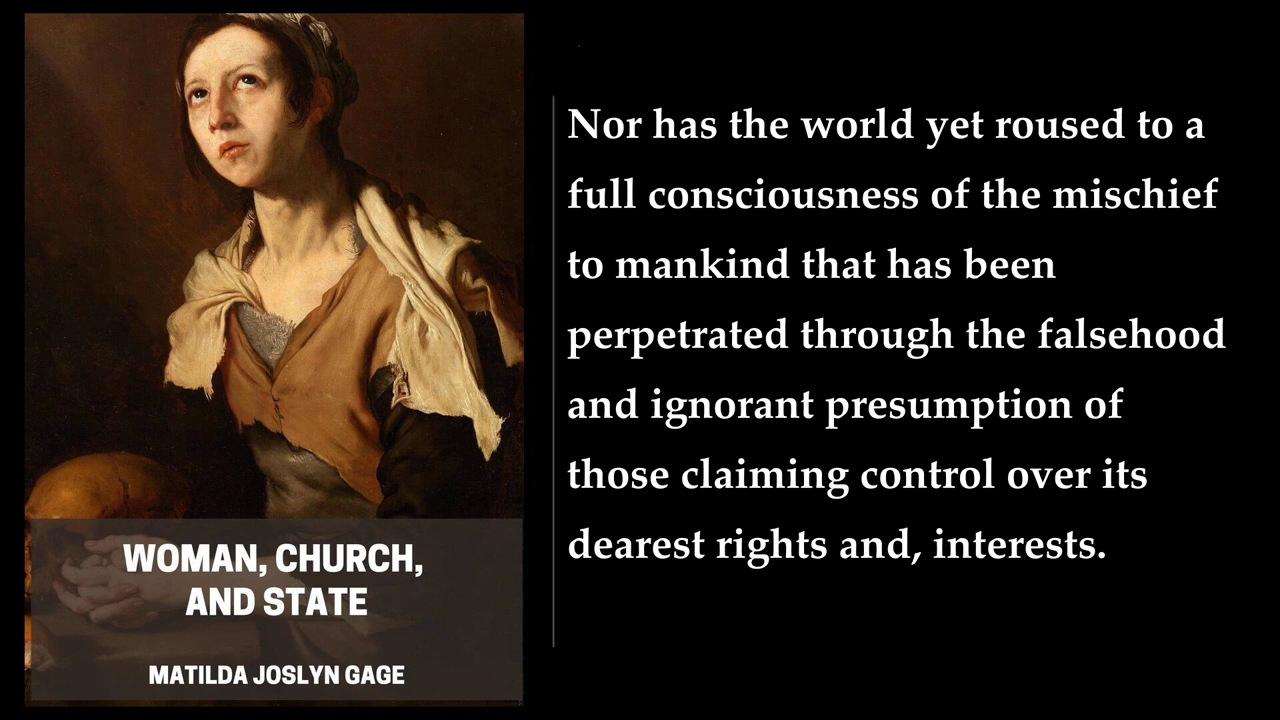 WOMAN, CHURCH,
AND STATE
MATILDA JOSLYN GAGE
Nor has the world yet roused to a
full consciousness of the mischief
to mankind that has been
perpetrated through the falsehood
and ignorant presumption of
those claiming control over its
dearest rights and, interests.